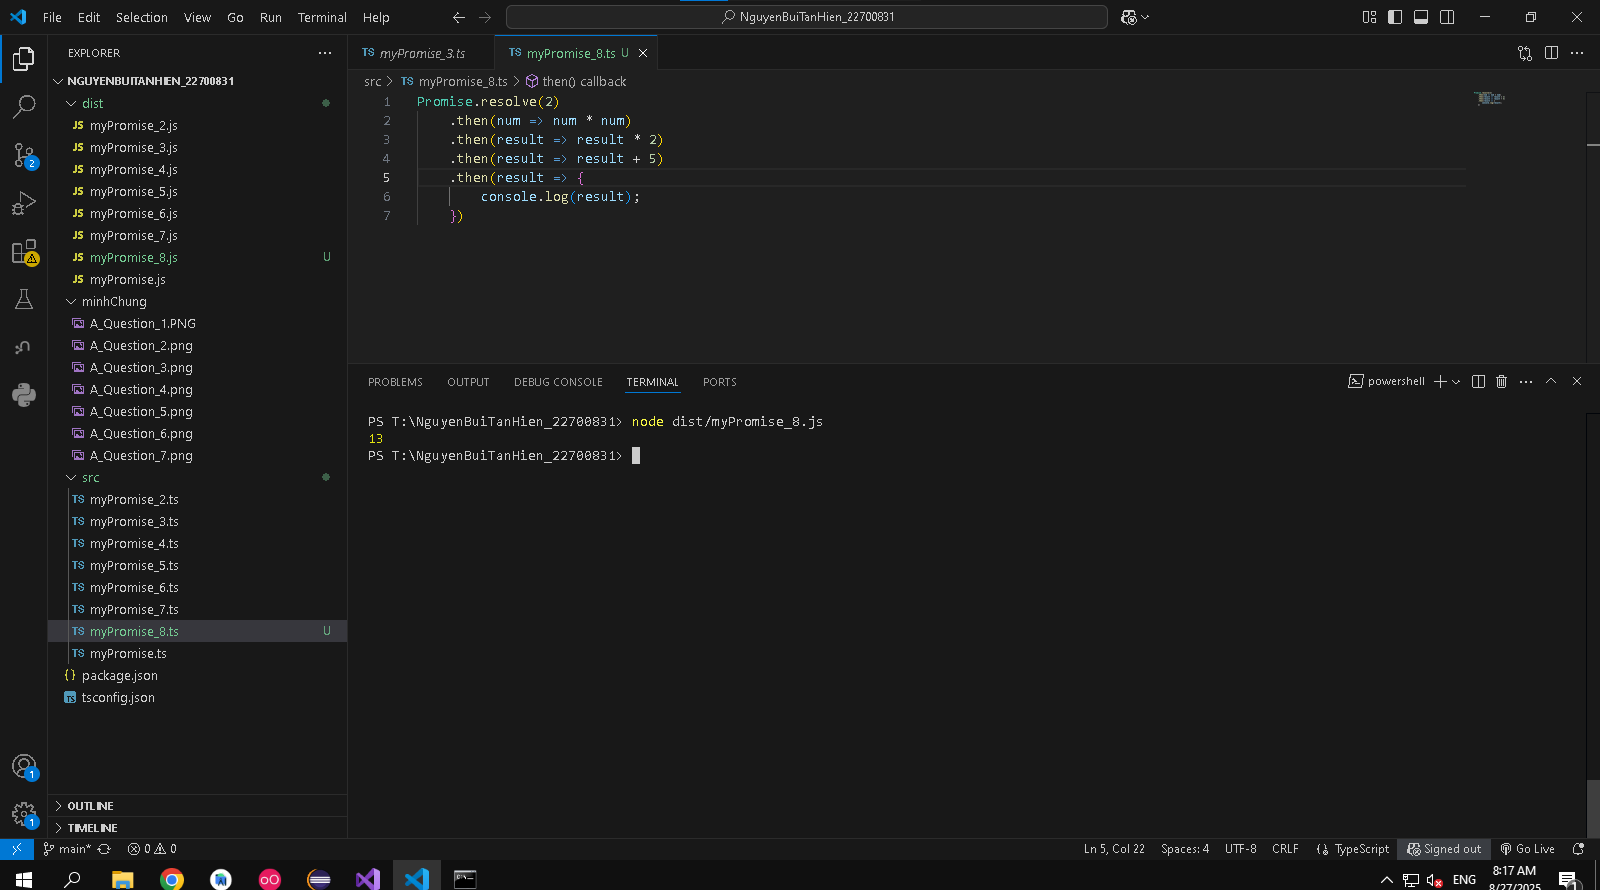 File Edit Selection View Go Run Terminal Help
NguyenBuiTanHien_22700831
EXPLORER
NGUYENBUITANHIEN_22700831
dist
JS myPromise_2.js
JS myPromise_3.js
JS myPromise_4.js
JS myPromise_5.js
JS myPromise_6.js
JS myPromise_7.js
JS myPromise_8.js U
JS myPromise.js
minhChung
A_Question_1.PNG
A_Question_2.png
A_Question_3.png
A_Question_4.png
A_Question_5.png
A_Question_6.png
A_Question_7.png
src
TS myPromise_2.ts
TS myPromise_3.ts
TS myPromise_4.ts
TS myPromise_5.ts
TS myPromise_6.ts
TS myPromise_7.ts
TS myPromise_8.ts U
TS myPromise.ts
{} package.json
TS tsconfig.json
OUTLINE
TIMELINE
2
1
1
TS myPromise_3.ts TS myPromise_8.ts U
src > TS myPromise_8.ts > then() callback
1 Promise.resolve(2)
2 .then(num => num * num)
3 .then(result => result * 2)
4 .then(result => result + 5)
5 .then(result => {
6 console.log(result);
7 })
PROBLEMS OUTPUT DEBUG CONSOLE TERMINAL PORTS
powershell
PS T:\NguyenBuiTanHien_22700831> node dist/myPromise_8.js
13
PS T:\NguyenBuiTanHien_22700831>
main* 0 0
Ln 5, Col 22 Spaces: 4 UTF-8 CRLF TypeScript Signed out Go Live
ENG
8:17 AM
8/27/2025